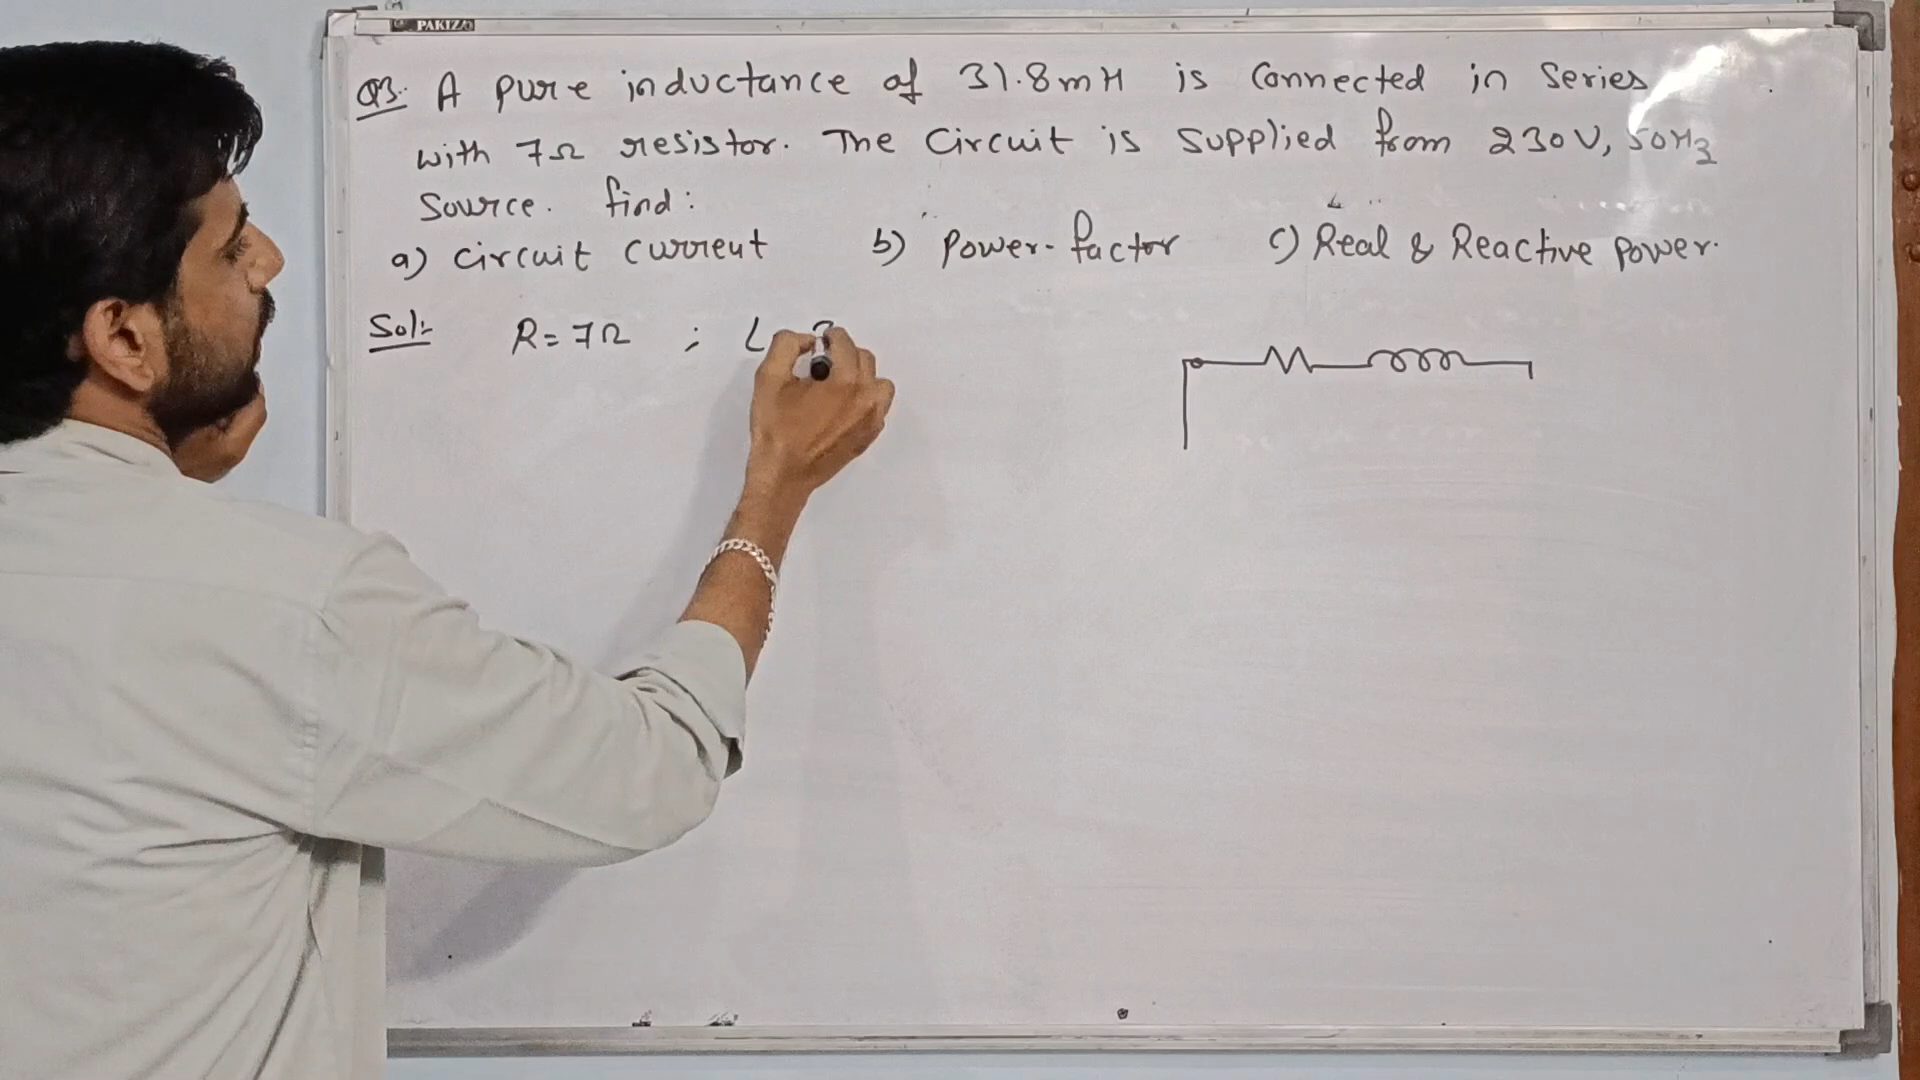 PAKIZA
Q3. A pure inductance of 31.8mH is Connected in Series
with 7Ω resistor. The Circuit is Supplied from 230V, 50Hz
Source. find:
a) Circuit Current b) Power-factor c) Real & Reactive Power.
Sol:- R=7Ω ; L